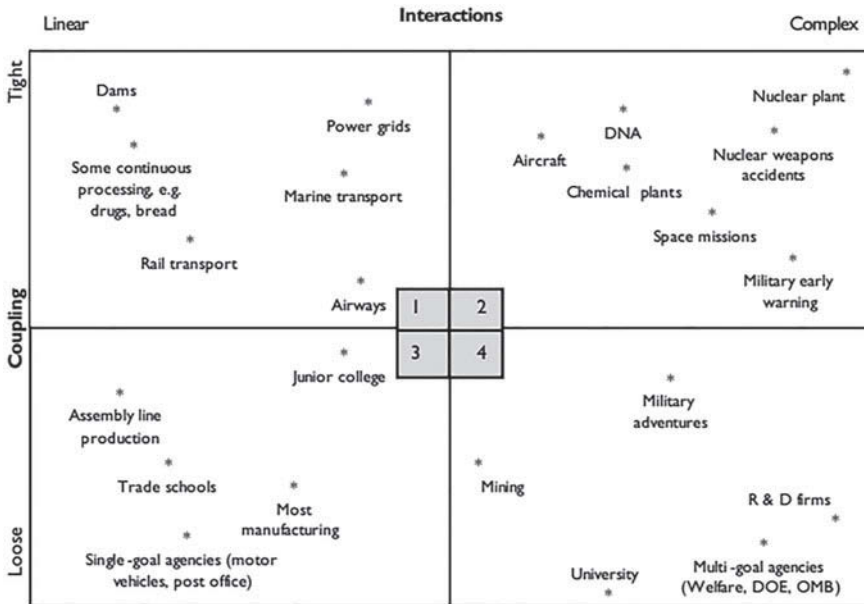 Interactions
Linear
Complex
Tight
Coupling
Loose
Dams
Power grids
Some continuous
processing, e.g.
drugs, bread
Marine transport
Rail transport
Airways
1
2
3
4
Nuclear plant
DNA
Aircraft
Nuclear weapons
accidents
Chemical plants
Space missions
Military early
warning
Junior college
Assembly line
production
Trade schools
Most
manufacturing
Single-goal agencies (motor
vehicles, post office)
Military
adventures
Mining
R & D firms
University
Multi-goal agencies
(Welfare, DOE, OMB)